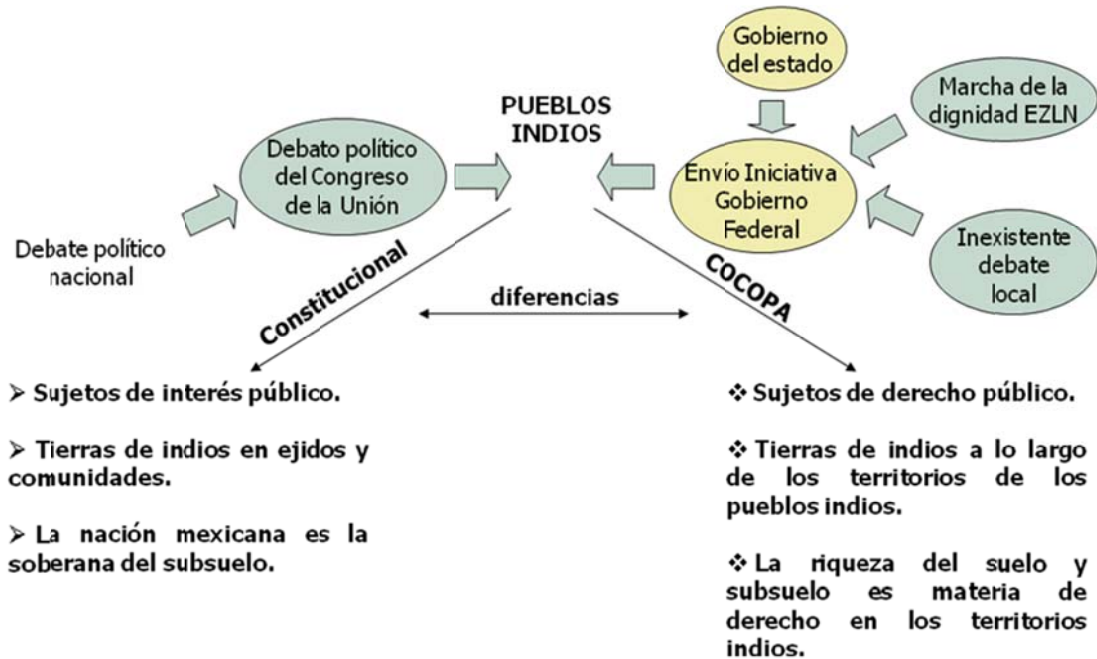 Gobierno
del estado
Marcha de la
dignidad EZLN
PUEBLOS
INDIOS
Debato político
del Congreso
de la Unión
Envío Iniciativa
Gobierno
Federal
Debate político
nacional
Inexistente
debate
local
Constitucional
diferencias
COCOPA
➢ Sujetos de interés público.
➢ Tierras de indios en ejidos y
comunidades.
➢ La nación mexicana es la
soberana del subsuelo.
❖ Sujetos de derecho público.
❖ Tierras de indios a lo largo
de los territorios de los
pueblos indios.
❖ La riqueza del suelo y
subsuelo es materia de
derecho en los territorios
indios.